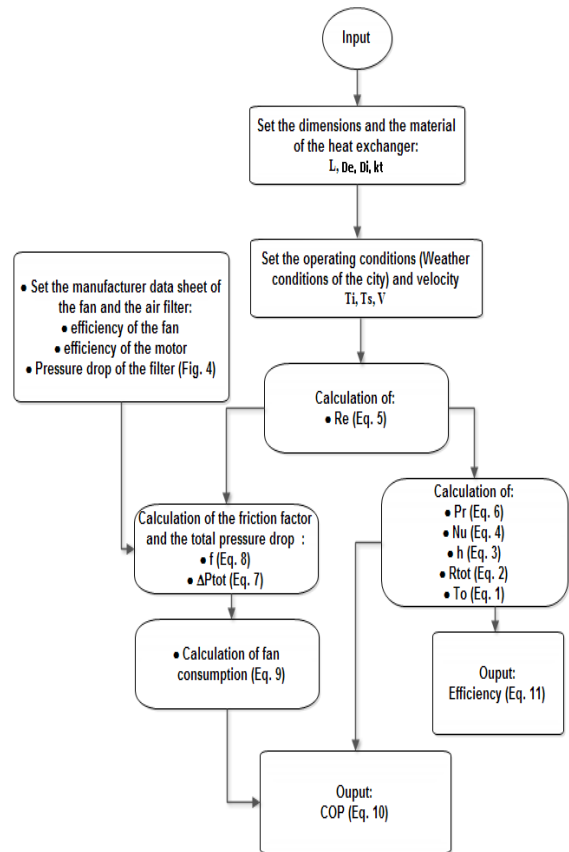 Input
Set the dimensions and the material
of the heat exchanger:
L, De, Di, kt
Set the operating conditions (Weather
conditions of the city) and velocity
Ti, Ts, V
• Set the manufacturer data sheet of
the fan and the air filter:
• efficiency of the fan
• efficiency of the motor
• Pressure drop of the filter (Fig. 4)
Calculation of:
• Re (Eq. 5)
Calculation of the friction factor
and the total pressure drop :
• f (Eq. 8)
• ΔPtot (Eq. 7)
Calculation of:
• Pr (Eq. 6)
• Nu (Eq. 4)
• h (Eq. 3)
• Rtot (Eq. 2)
• To (Eq. 1)
• Calculation of fan
consumption (Eq. 9)
Ouput:
Efficiency (Eq. 11)
Ouput:
COP (Eq. 10)